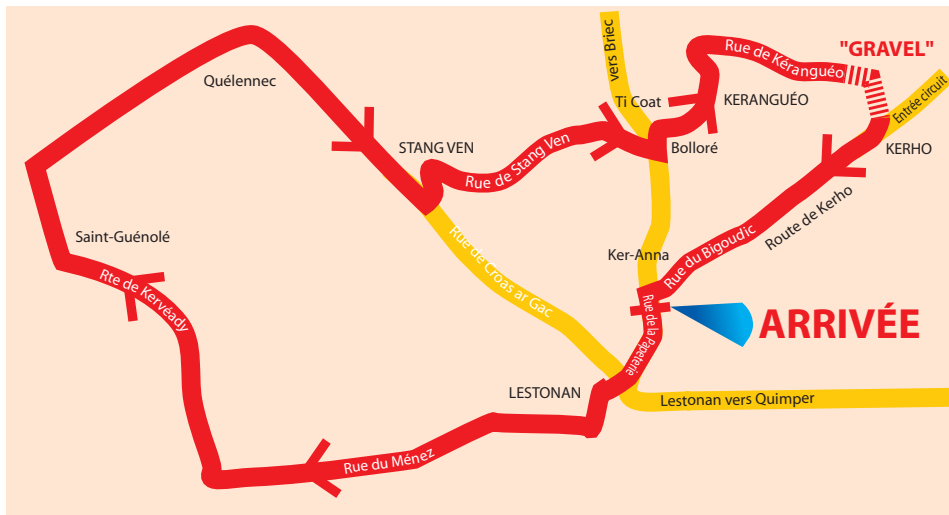 vers Briec
Rue de Kéranguéo
"GRAVEL"
Quélennec
Ti Coat
KERANGUÉO
Entrée circuit
STANG VEN
Bolloré
KERHO
Rue de Stang Ven
Saint-Guénolé
Rue de Croas ar Gac
Ker-Anna
Rue du Bigoudic
Route de Kerho
Rte de Kervéady
Rue de la Papeterie
ARRIVÉE
LESTONAN
Lestonan vers Quimper
Rue du Ménez